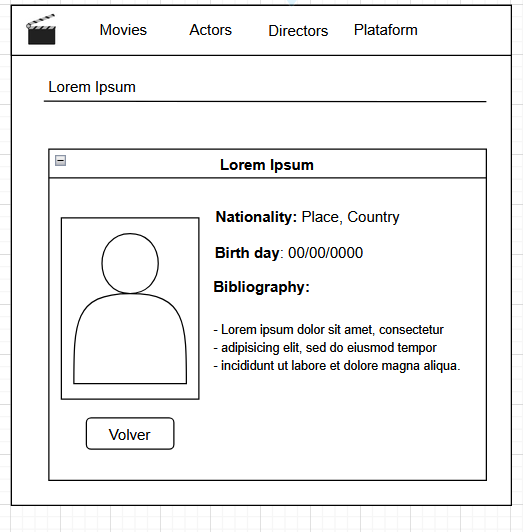 Movies Actors Directors Plataform
Lorem Ipsum
Lorem Ipsum
Nationality: Place, Country
Birth day: 00/00/0000
Bibliography:
- Lorem ipsum dolor sit amet, consectetur
- adipisicing elit, sed do eiusmod tempor
- incididunt ut labore et dolore magna aliqua.
Volver